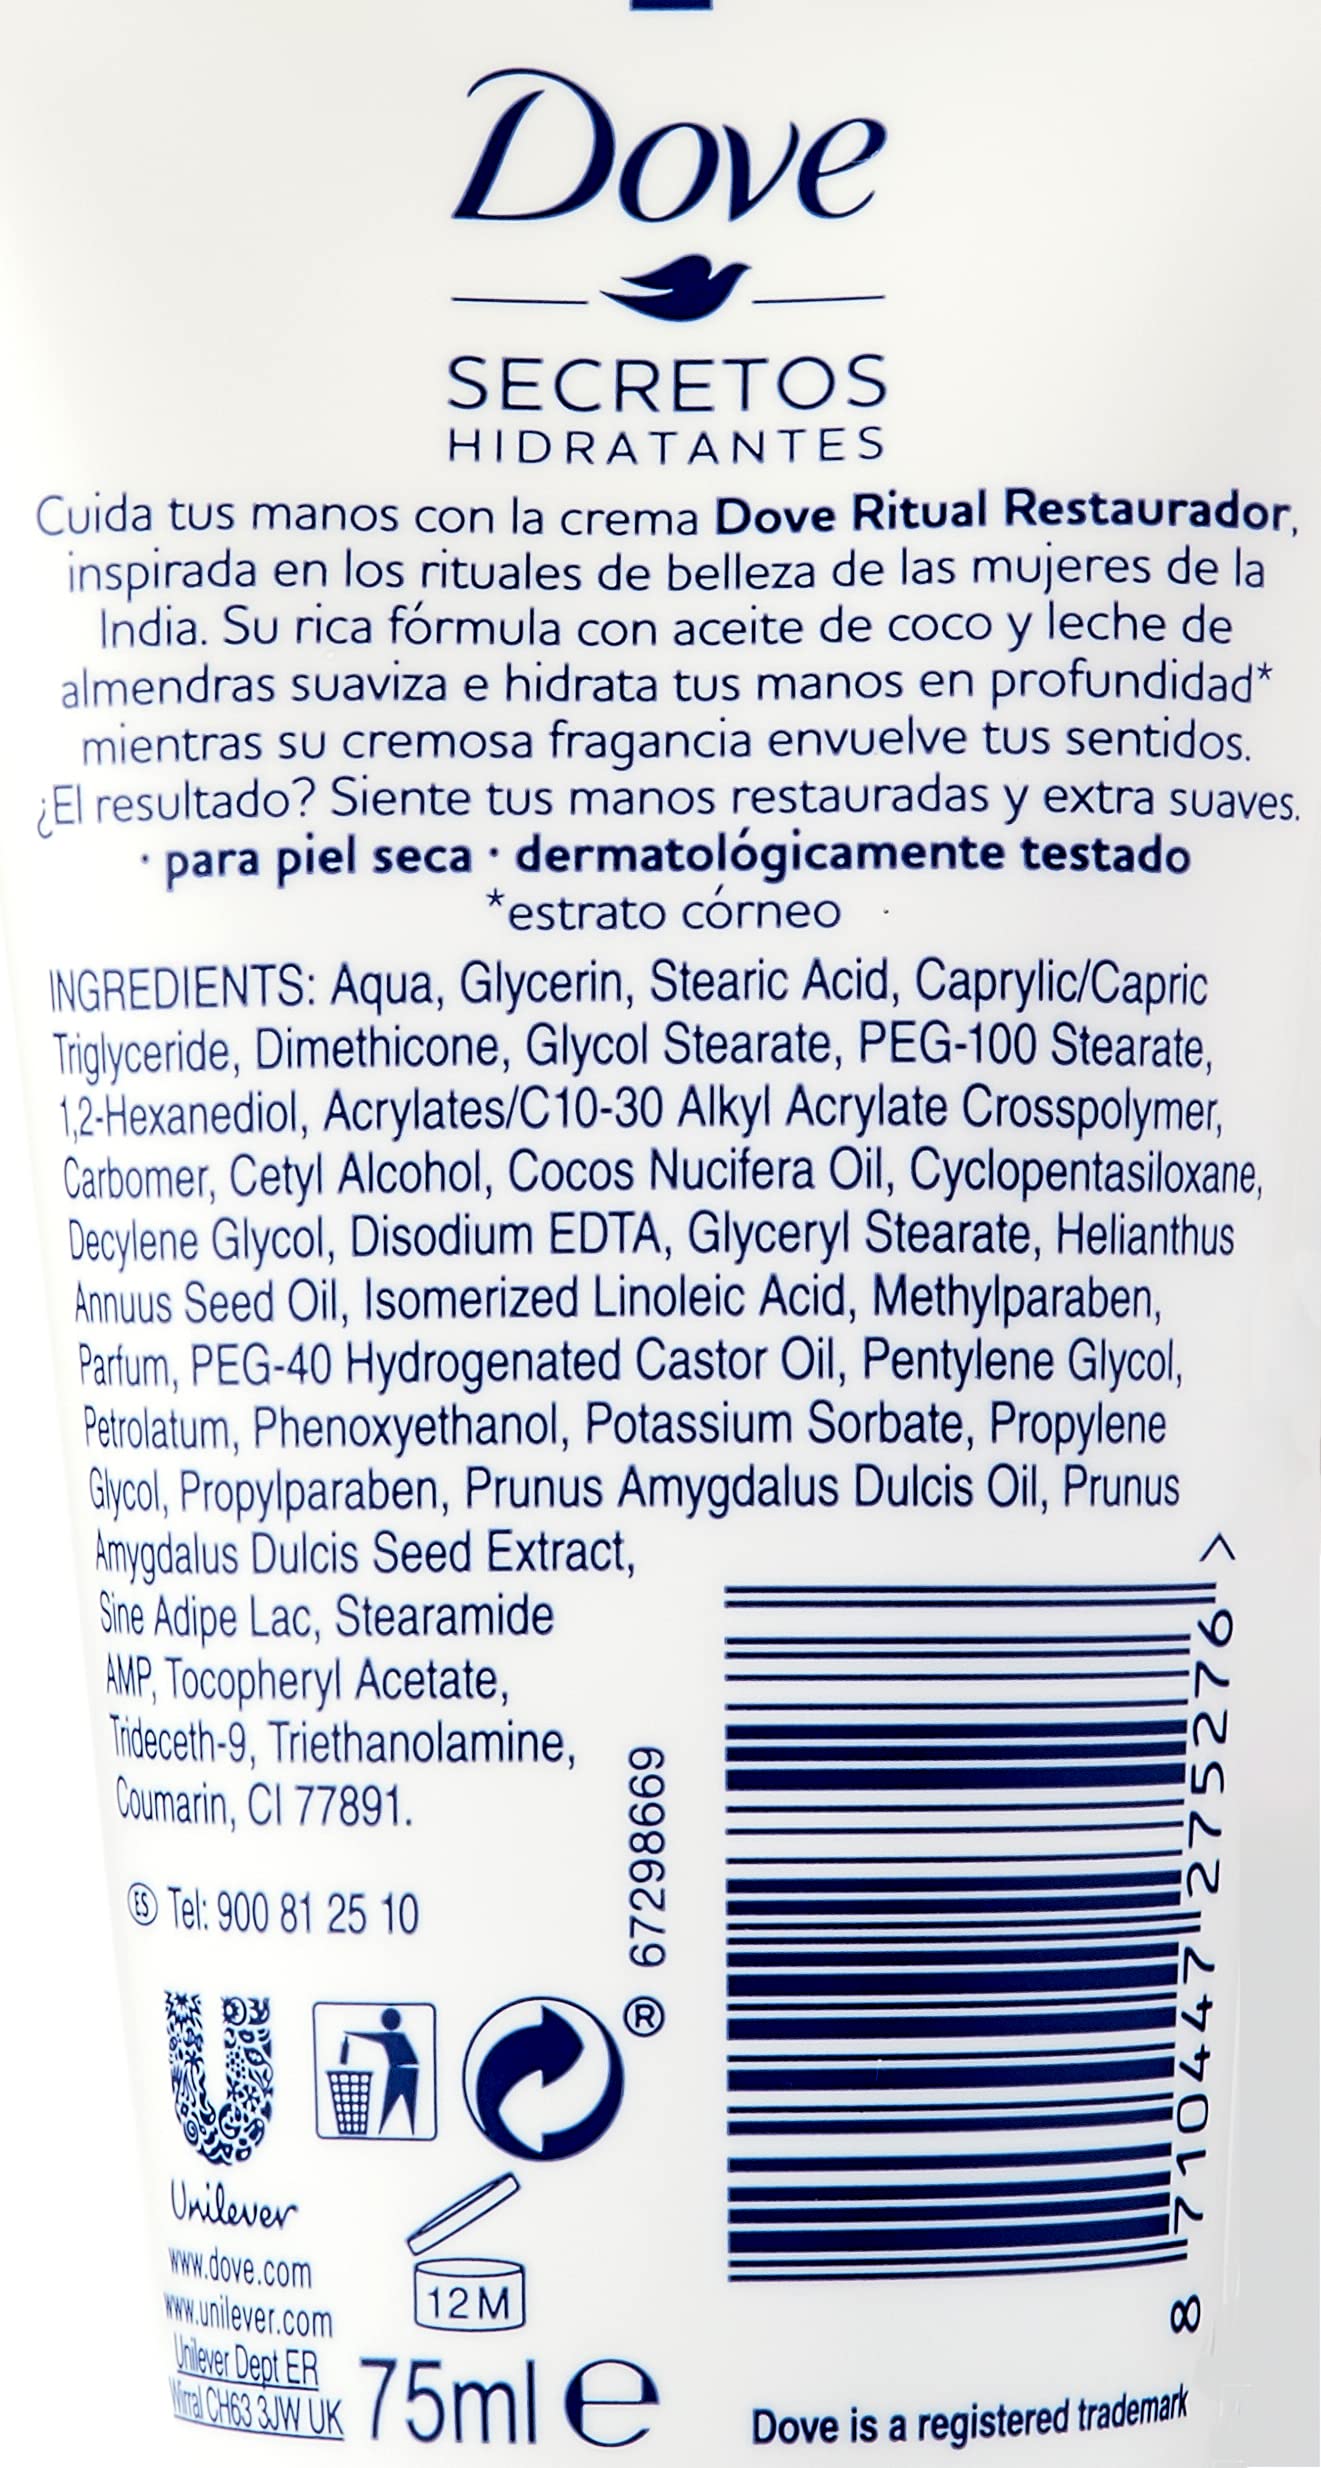 Dove
SECRETOS
HIDRATANTES
Cuida tus manos con la crema Dove Ritual Restaurador,
inspirada en los rituales de belleza de las mujeres de la
India. Su rica fórmula con aceite de coco y leche de
almendras suaviza e hidrata tus manos en profundidad*
mientras su cremosa fragancia envuelve tus sentidos.
¿El resultado? Siente tus manos restauradas y extra suaves.
· para piel seca · dermatológicamente testado
*estrato córneo
INGREDIENTS: Aqua, Glycerin, Stearic Acid, Caprylic/Capric
Triglyceride, Dimethicone, Glycol Stearate, PEG-100 Stearate,
1,2-Hexanediol, Acrylates/C10-30 Alkyl Acrylate Crosspolymer,
Carbomer, Cetyl Alcohol, Cocos Nucifera Oil, Cyclopentasiloxane,
Decylene Glycol, Disodium EDTA, Glyceryl Stearate, Helianthus
Annuus Seed Oil, Isomerized Linoleic Acid, Methylparaben,
Parfum, PEG-40 Hydrogenated Castor Oil, Pentylene Glycol,
Petrolatum, Phenoxyethanol, Potassium Sorbate, Propylene
Glycol, Propylparaben, Prunus Amygdalus Dulcis Oil, Prunus
Amygdalus Dulcis Seed Extract,
Sine Adipe Lac, Stearamide
AMP, Tocopheryl Acetate,
Trideceth-9, Triethanolamine,
Coumarin, CI 77891.
ES Tel: 900 81 25 10
67298669
®
8 710447 275276 >
Unilever
www.dove.com
www.unilever.com
Unilever Dept ER
Wirral CH63 3JW UK
12M
75ml e
Dove is a registered trademark